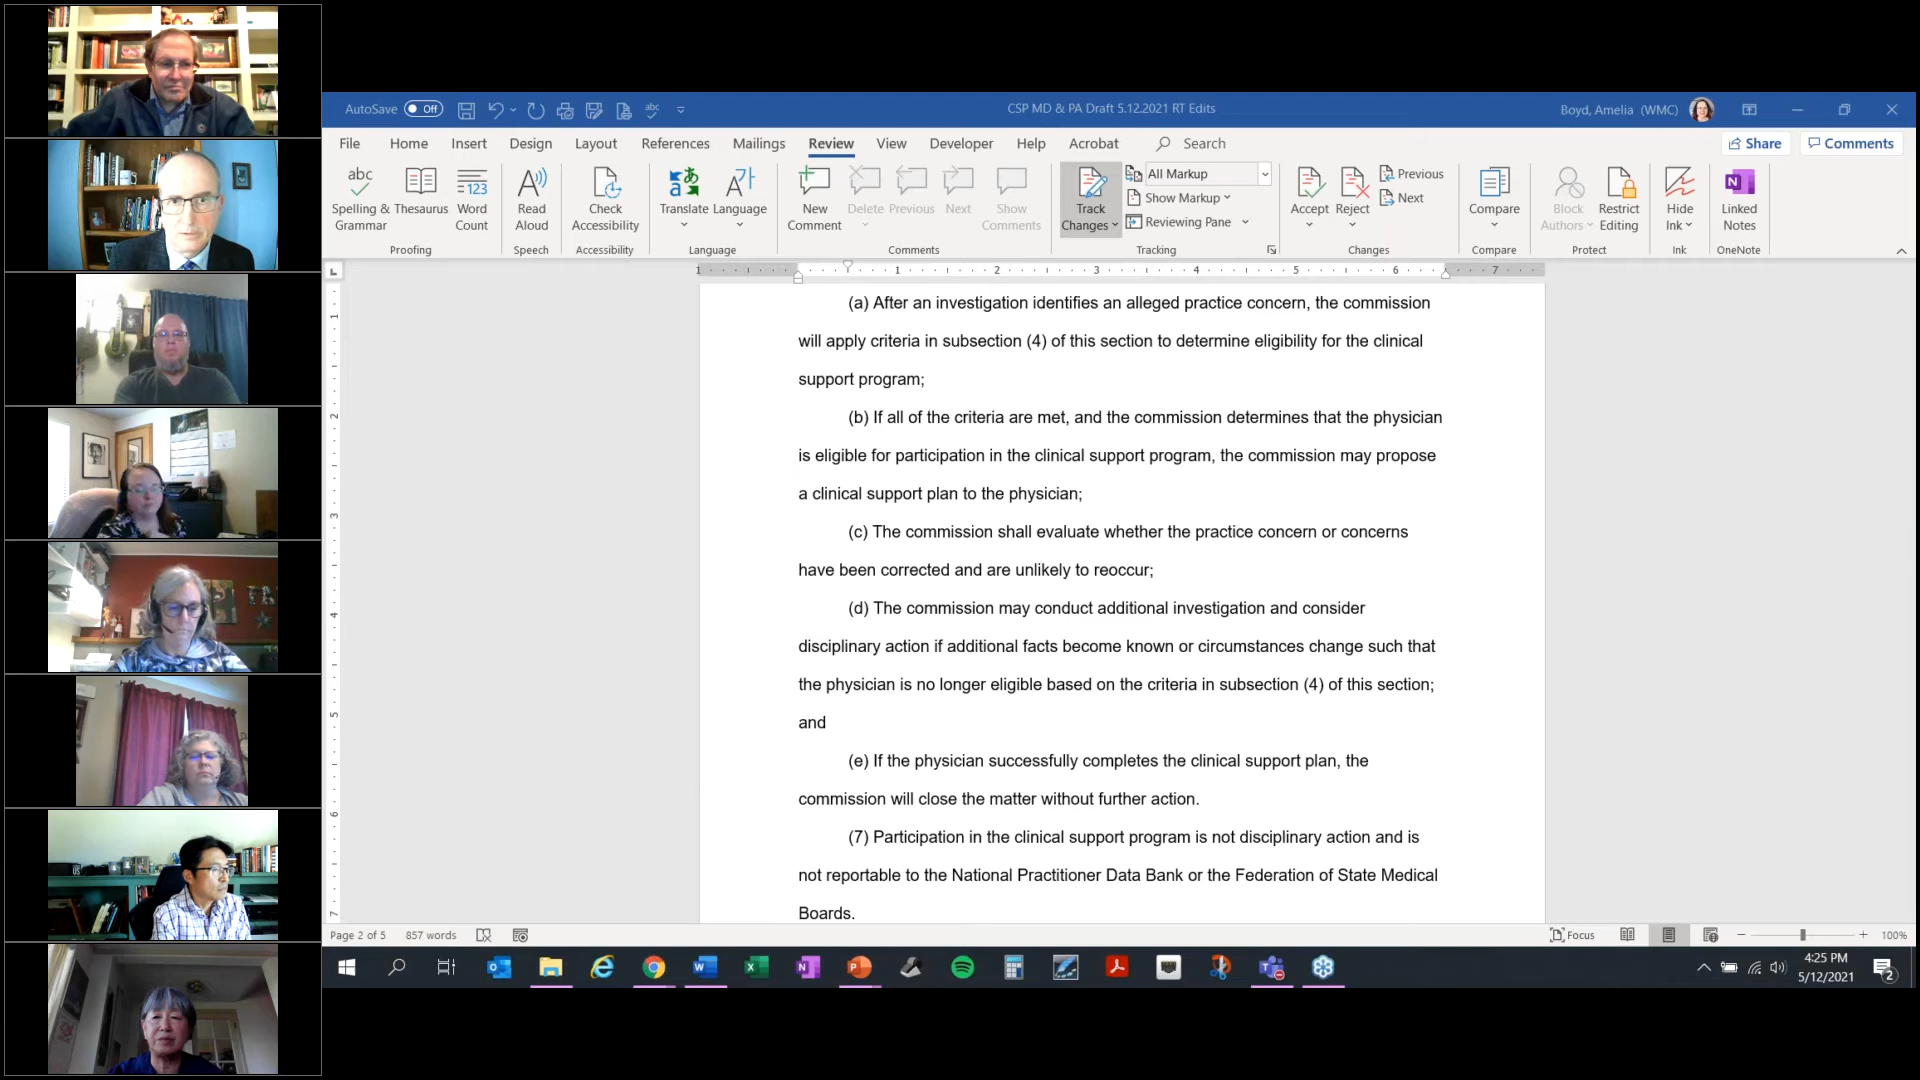 AutoSave Off CSP MD & PA Draft 5.12.2021 RT Edits Boyd, Amelia (WMC)
File Home Insert Design Layout References Mailings Review View Developer Help Acrobat Search Share Comments
abc
Spelling & Grammar
Thesaurus
123
Word Count
Proofing
Read Aloud
Speech
Check Accessibility
Accessibility
Translate
Language
Language
New Comment
Delete
Previous
Next
Show Comments
Comments
Track Changes
All Markup
Show Markup
Reviewing Pane
Tracking
Accept
Reject
Previous
Next
Changes
Compare
Compare
Block Authors
Restrict Editing
Protect
Hide Ink
Ink
Linked Notes
OneNote
1 1 2 3 4 5 6 7
(a) After an investigation identifies an alleged practice concern, the commission
will apply criteria in subsection (4) of this section to determine eligibility for the clinical
support program;
(b) If all of the criteria are met, and the commission determines that the physician
is eligible for participation in the clinical support program, the commission may propose
a clinical support plan to the physician;
(c) The commission shall evaluate whether the practice concern or concerns
have been corrected and are unlikely to reoccur;
(d) The commission may conduct additional investigation and consider
disciplinary action if additional facts become known or circumstances change such that
the physician is no longer eligible based on the criteria in subsection (4) of this section;
and
(e) If the physician successfully completes the clinical support plan, the
commission will close the matter without further action.
(7) Participation in the clinical support program is not disciplinary action and is
not reportable to the National Practitioner Data Bank or the Federation of State Medical
Boards.
Page 2 of 5 857 words Focus 100%
4:25 PM
5/12/2021
2